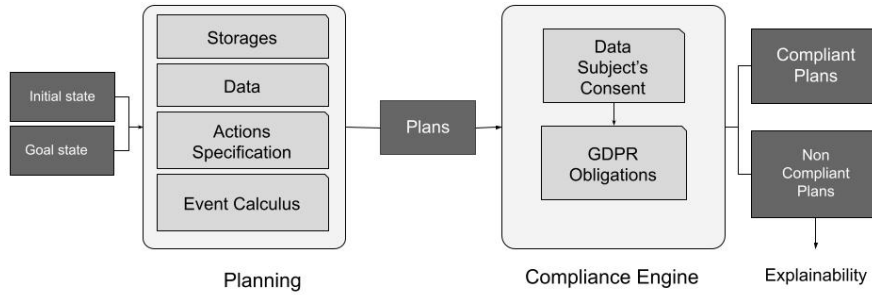 Initial state
Goal state
Storages
Data
Actions
Specification
Event Calculus
Planning
Plans
Data
Subject's
Consent
GDPR
Obligations
Compliance Engine
Compliant
Plans
Non
Compliant
Plans
Explainability